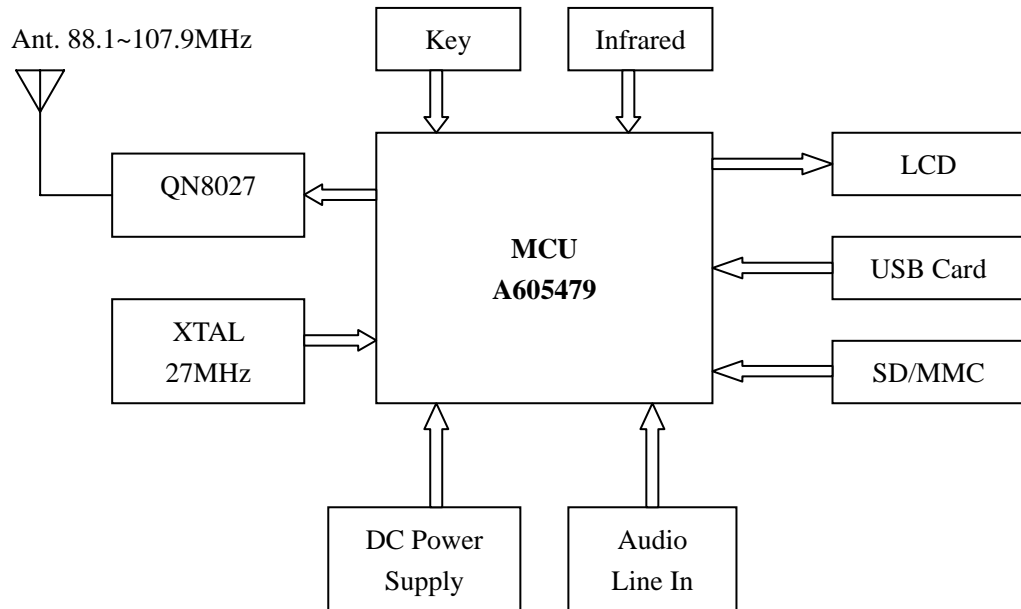 Ant. 88.1~107.9MHz
Key
Infrared
QN8027
LCD
MCU
A605479
USB Card
XTAL
27MHz
SD/MMC
DC Power
Supply
Audio
Line In